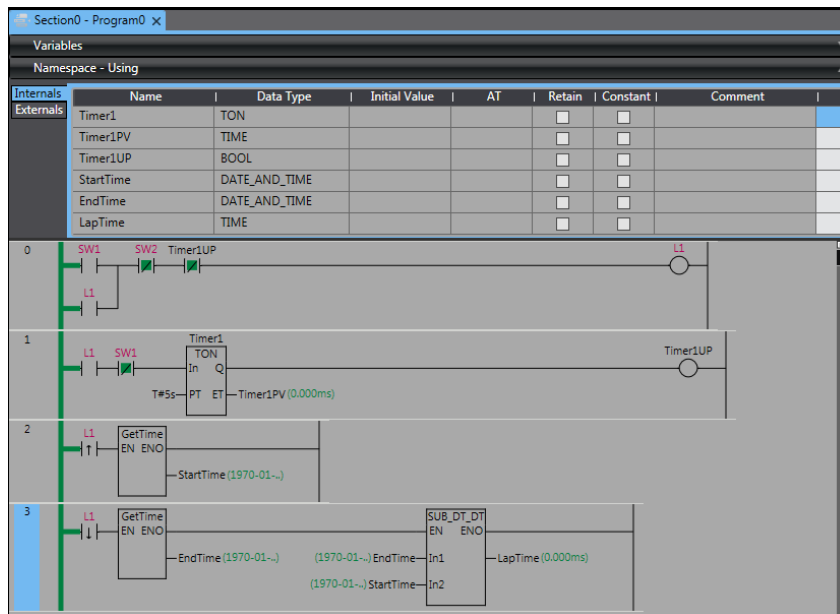 Section0 - Program0 ×
Variables
Namespace - Using
Internals
Externals
Name | Data Type | Initial Value | AT | Retain | Constant | Comment
Timer1 TON
Timer1PV TIME
Timer1UP BOOL
StartTime DATE_AND_TIME
EndTime DATE_AND_TIME
LapTime TIME
0
SW1 SW2 Timer1UP L1
L1
1
Timer1
L1 SW1 TON Timer1UP
In Q
T#5s PT ET Timer1PV (0.000ms)
2
L1 GetTime
EN ENO
StartTime (1970-01-..)
3
L1 GetTime SUB_DT_DT
EN ENO EN ENO
EndTime (1970-01-..) (1970-01-..) EndTime In1 LapTime (0.000ms)
(1970-01-..) StartTime In2